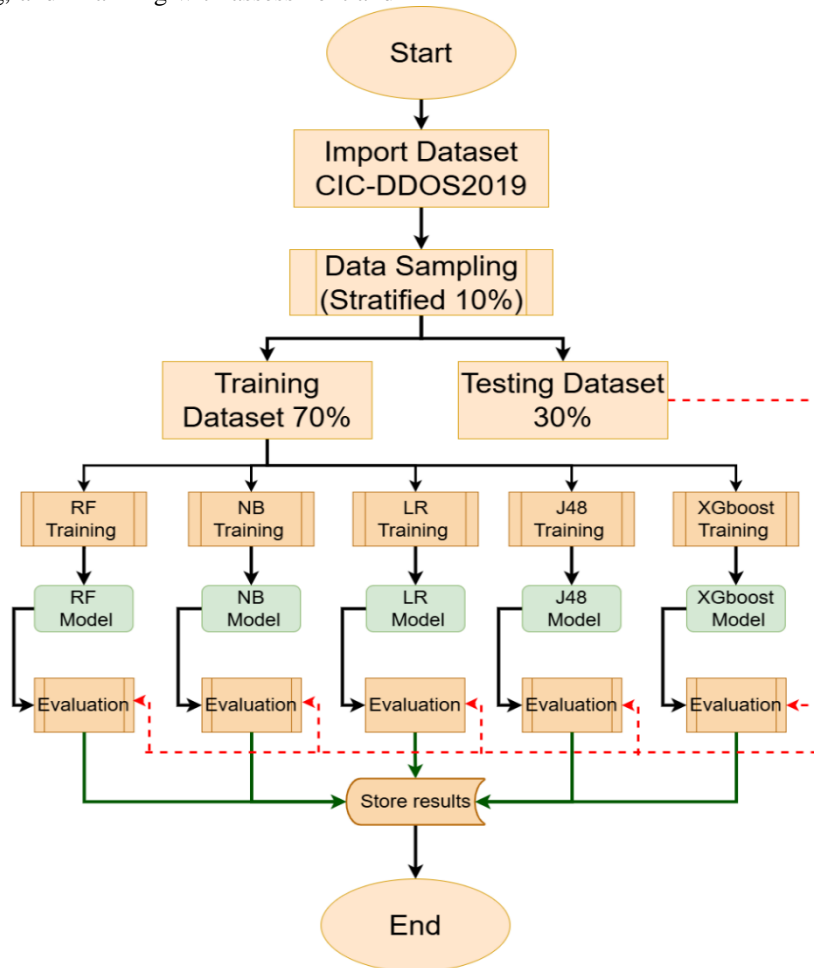 Start
Import Dataset
CIC-DDOS2019
Data Sampling
(Stratified 10%)
Training
Dataset 70%
Testing Dataset
30%
RF
Training
NB
Training
LR
Training
J48
Training
XGboost
Training
RF
Model
NB
Model
LR
Model
J48
Model
XGboost
Model
Evaluation
Evaluation
Evaluation
Evaluation
Evaluation
Store results
End